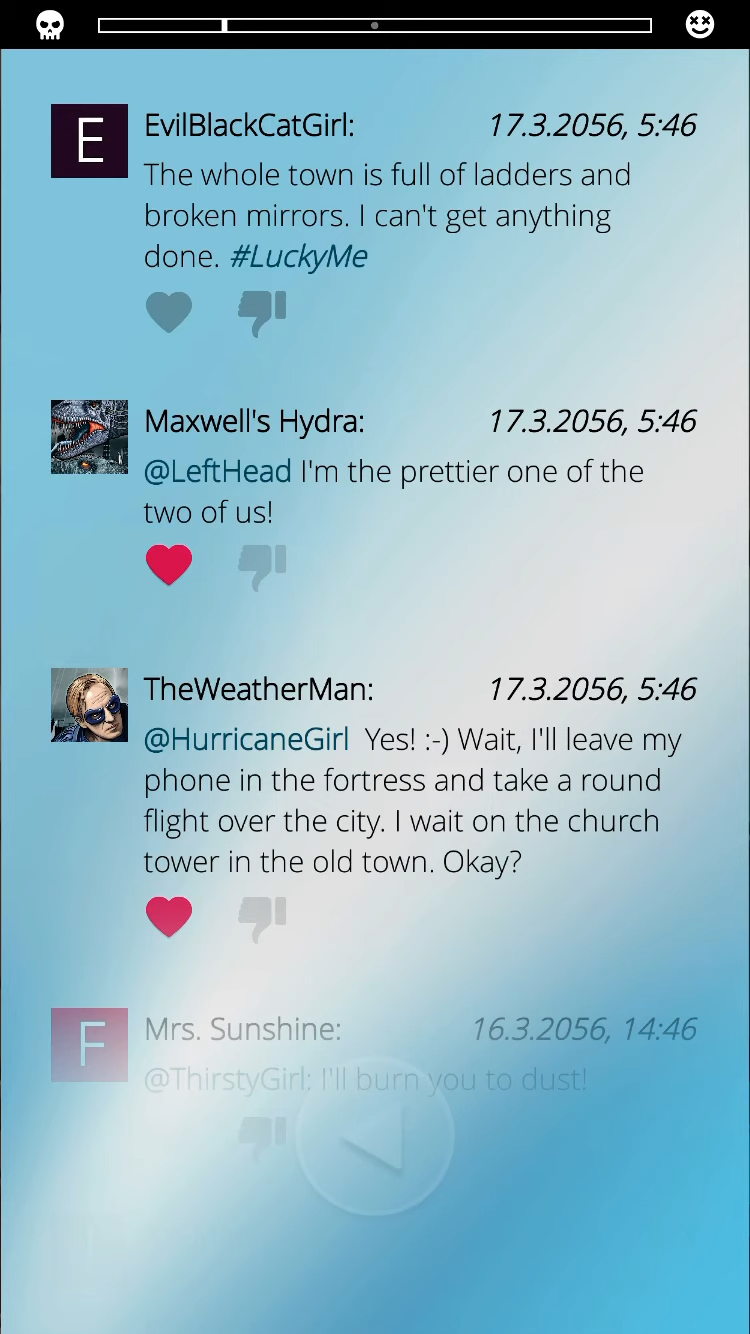 E
EvilBlackCatGirl: 17.3.2056, 5:46
The whole town is full of ladders and
broken mirrors. I can't get anything
done. #LuckyMe
Maxwell's Hydra: 17.3.2056, 5:46
@LeftHead I'm the prettier one of the
two of us!
TheWeatherMan: 17.3.2056, 5:46
@HurricaneGirl Yes! :-) Wait, I'll leave my
phone in the fortress and take a round
flight over the city. I wait on the church
tower in the old town. Okay?
F
Mrs. Sunshine: 16.3.2056, 14:46
@ThirstyGirl: I'll burn you to dust!